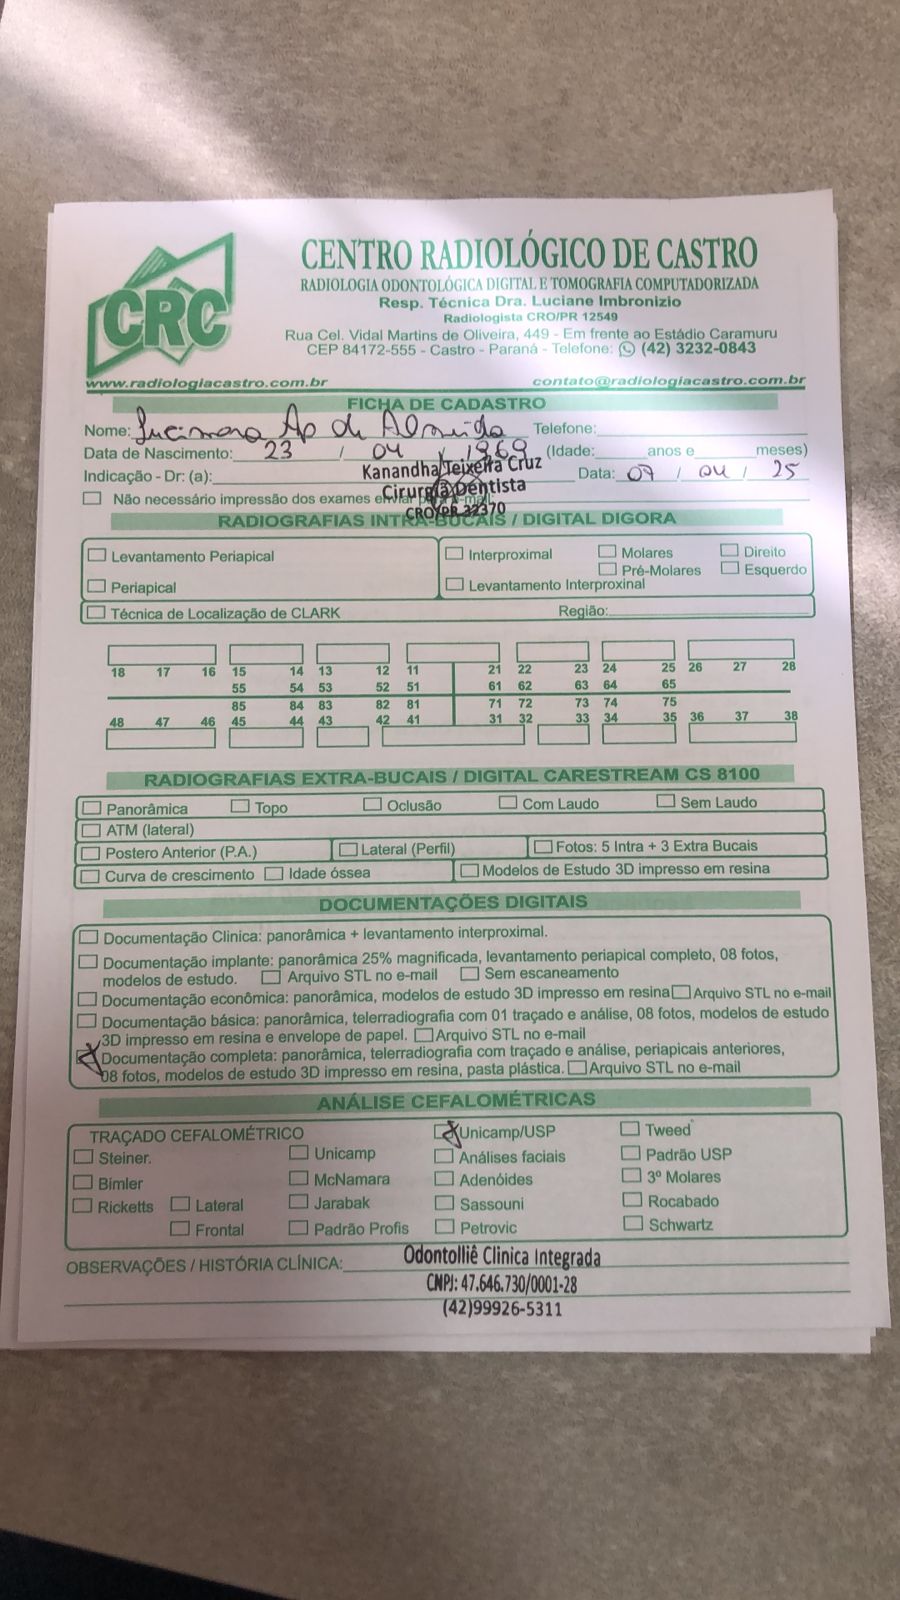 CRC
CENTRO RADIOLÓGICO DE CASTRO
RADIOLOGIA ODONTOLÓGICA DIGITAL E TOMOGRAFIA COMPUTADORIZADA
Resp. Técnica Dra. Luciane Imbronizio
Radiologista CRO/PR 12549
Rua Cel. Vidal Martins de Oliveira, 449 - Em frente ao Estádio Caramuru
CEP 84172-555 - Castro - Paraná - Telefone: (42) 3232-0843
www.radiologiacastro.com.br contato@radiologiacastro.com.br
FICHA DE CADASTRO
Nome: Lucimara Ap de Almeida Telefone:
Data de Nascimento: 23 / 04 / 1969 (Idade: anos e meses)
Indicação - Dr: (a): Kanandha Teixeira Cruz Data: 07 / 04 / 25
Cirurgiã Dentista
Não necessário impressão dos exames enviar para e-mail:
CRO/PR 32370
RADIOGRAFIAS INTRA-BUCAIS / DIGITAL DIGORA
Levantamento Periapical Interproximal Molares Direito
Pré-Molares Esquerdo
Periapical Levantamento Interproxinal
Técnica de Localização de CLARK Região:
18 17 16 15 14 13 12 11 21 22 23 24 25 26 27 28
55 54 53 52 51 61 62 63 64 65
85 84 83 82 81 71 72 73 74 75
48 47 46 45 44 43 42 41 31 32 33 34 35 36 37 38
RADIOGRAFIAS EXTRA-BUCAIS / DIGITAL CARESTREAM CS 8100
Panorâmica Topo Oclusão Com Laudo Sem Laudo
ATM (lateral)
Postero Anterior (P.A.) Lateral (Perfil) Fotos: 5 Intra + 3 Extra Bucais
Curva de crescimento Idade óssea Modelos de Estudo 3D impresso em resina
DOCUMENTAÇÕES DIGITAIS
Documentação Clinica: panorâmica + levantamento interproximal.
Documentação implante: panorâmica 25% magnificada, levantamento periapical completo, 08 fotos,
modelos de estudo. Arquivo STL no e-mail Sem escaneamento
Documentação econômica: panorâmica, modelos de estudo 3D impresso em resina Arquivo STL no e-mail
Documentação básica: panorâmica, telerradiografia com 01 traçado e análise, 08 fotos, modelos de estudo
3D impresso em resina e envelope de papel. Arquivo STL no e-mail
Documentação completa: panorâmica, telerradiografia com traçado e análise, periapicais anteriores,
08 fotos, modelos de estudo 3D impresso em resina, pasta plástica. Arquivo STL no e-mail
ANÁLISE CEFALOMÉTRICAS
TRAÇADO CEFALOMÉTRICO Unicamp/USP Tweed
Steiner. Unicamp Análises faciais Padrão USP
Bimler McNamara Adenóides 3º Molares
Ricketts Lateral Jarabak Sassouni Rocabado
Frontal Padrão Profis Petrovic Schwartz
OBSERVAÇÕES / HISTÓRIA CLÍNICA: Odontolliê Clinica Integrada
CNPJ: 47.646.730/0001-28
(42)99926-5311